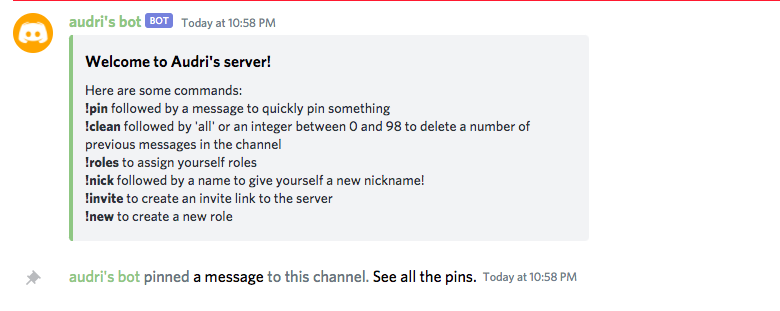 audri's bot BOT Today at 10:58 PM
Welcome to Audri's server!
Here are some commands:
!pin followed by a message to quickly pin something
!clean followed by 'all' or an integer between 0 and 98 to delete a number of
previous messages in the channel
!roles to assign yourself roles
!nick followed by a name to give yourself a new nickname!
!invite to create an invite link to the server
!new to create a new role
audri's bot pinned a message to this channel. See all the pins. Today at 10:58 PM